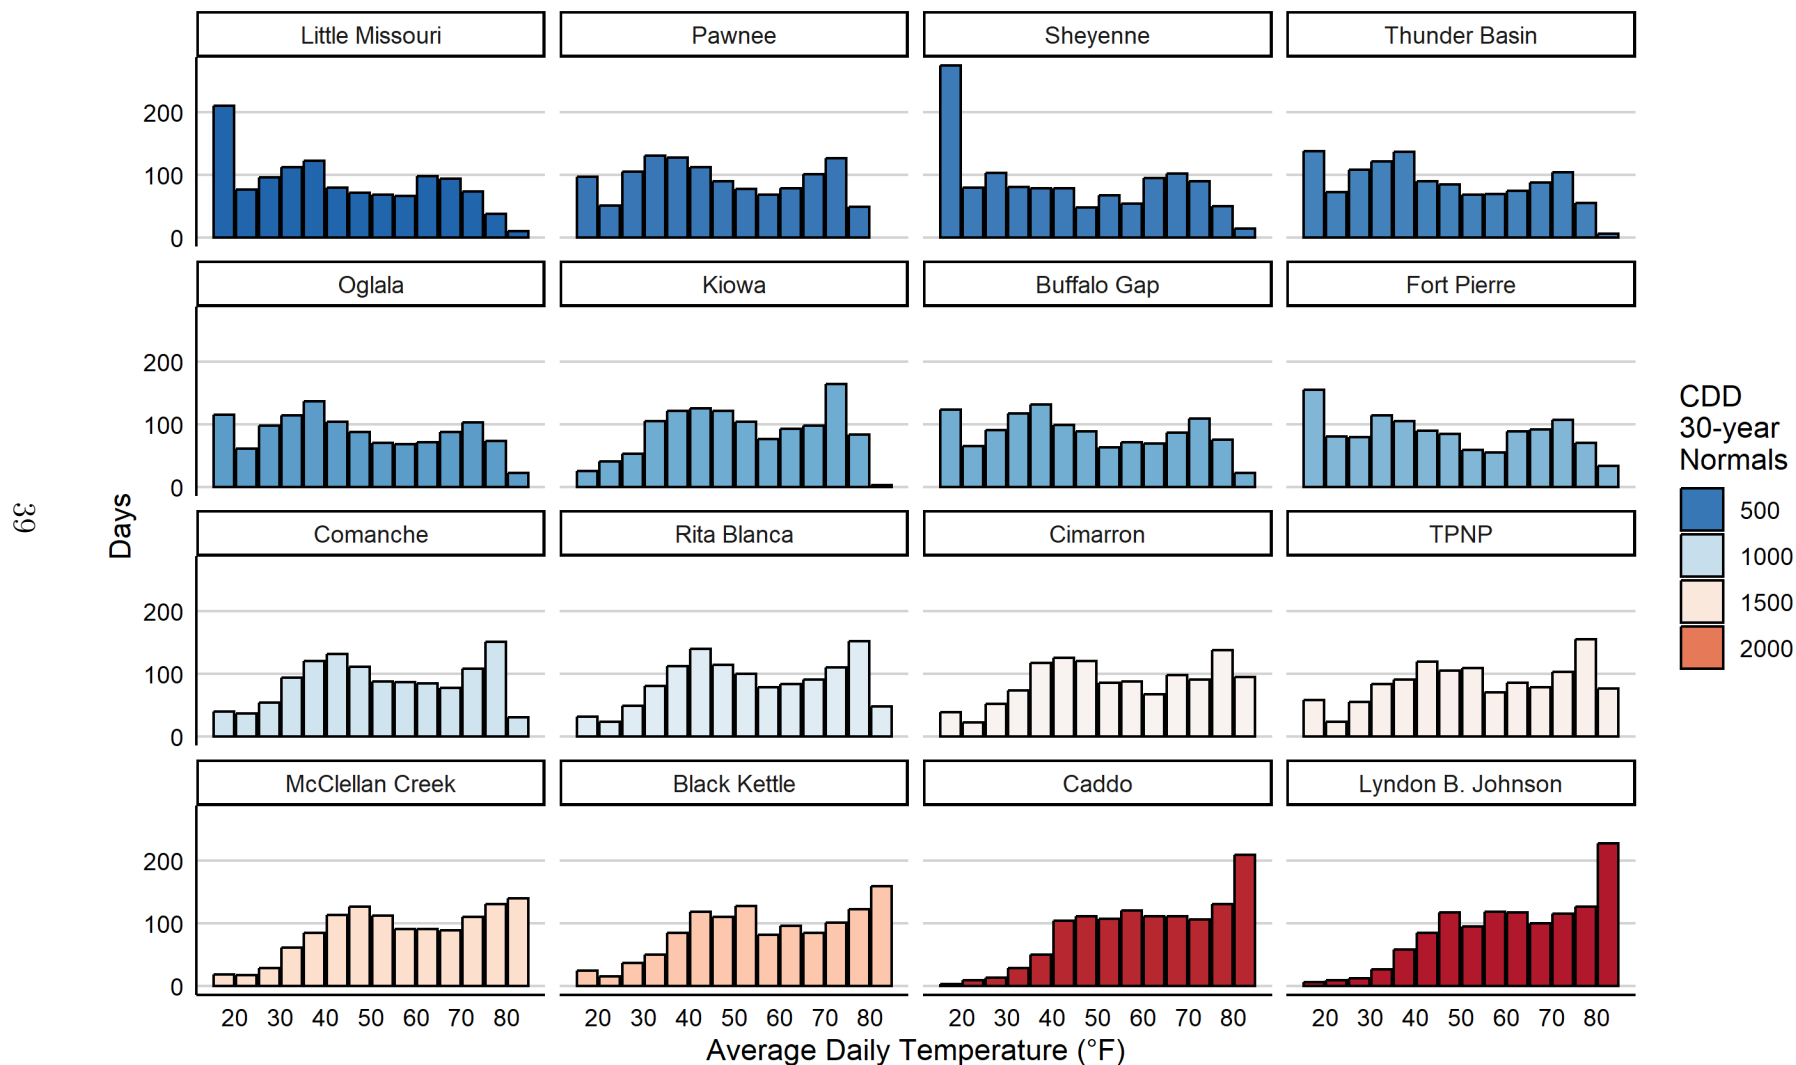 Little Missouri
Pawnee
Sheyenne
Thunder Basin
200
100
0
Oglala
Kiowa
Buffalo Gap
Fort Pierre
200
100
0
Comanche
Rita Blanca
Cimarron
TPNP
200
100
0
McClellan Creek
Black Kettle
Caddo
Lyndon B. Johnson
200
100
0
20 30 40 50 60 70 80
20 30 40 50 60 70 80
20 30 40 50 60 70 80
20 30 40 50 60 70 80
Average Daily Temperature (°F)
Days
CDD
30-year
Normals
500
1000
1500
2000
39